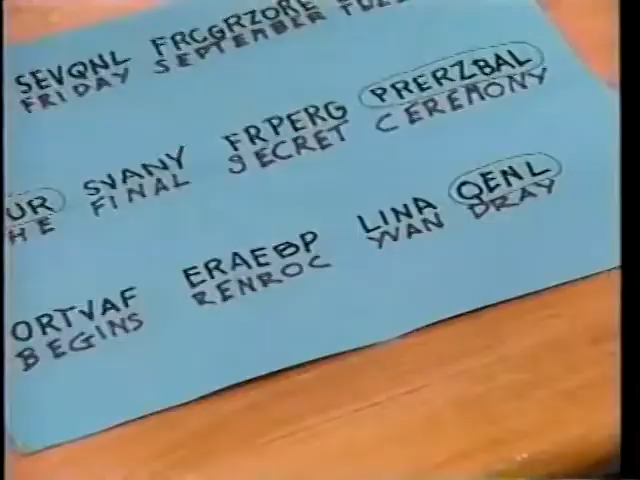 SEVQNL FRCGRZORE
FRIDAY SEPTEMBER
UR SVANY FRPERG PRERZBAL
HE FINAL SECRET CEREMONY
ORTVAF ERAEBP LINA QENL
BEGINS RENROC YVAN DRAY